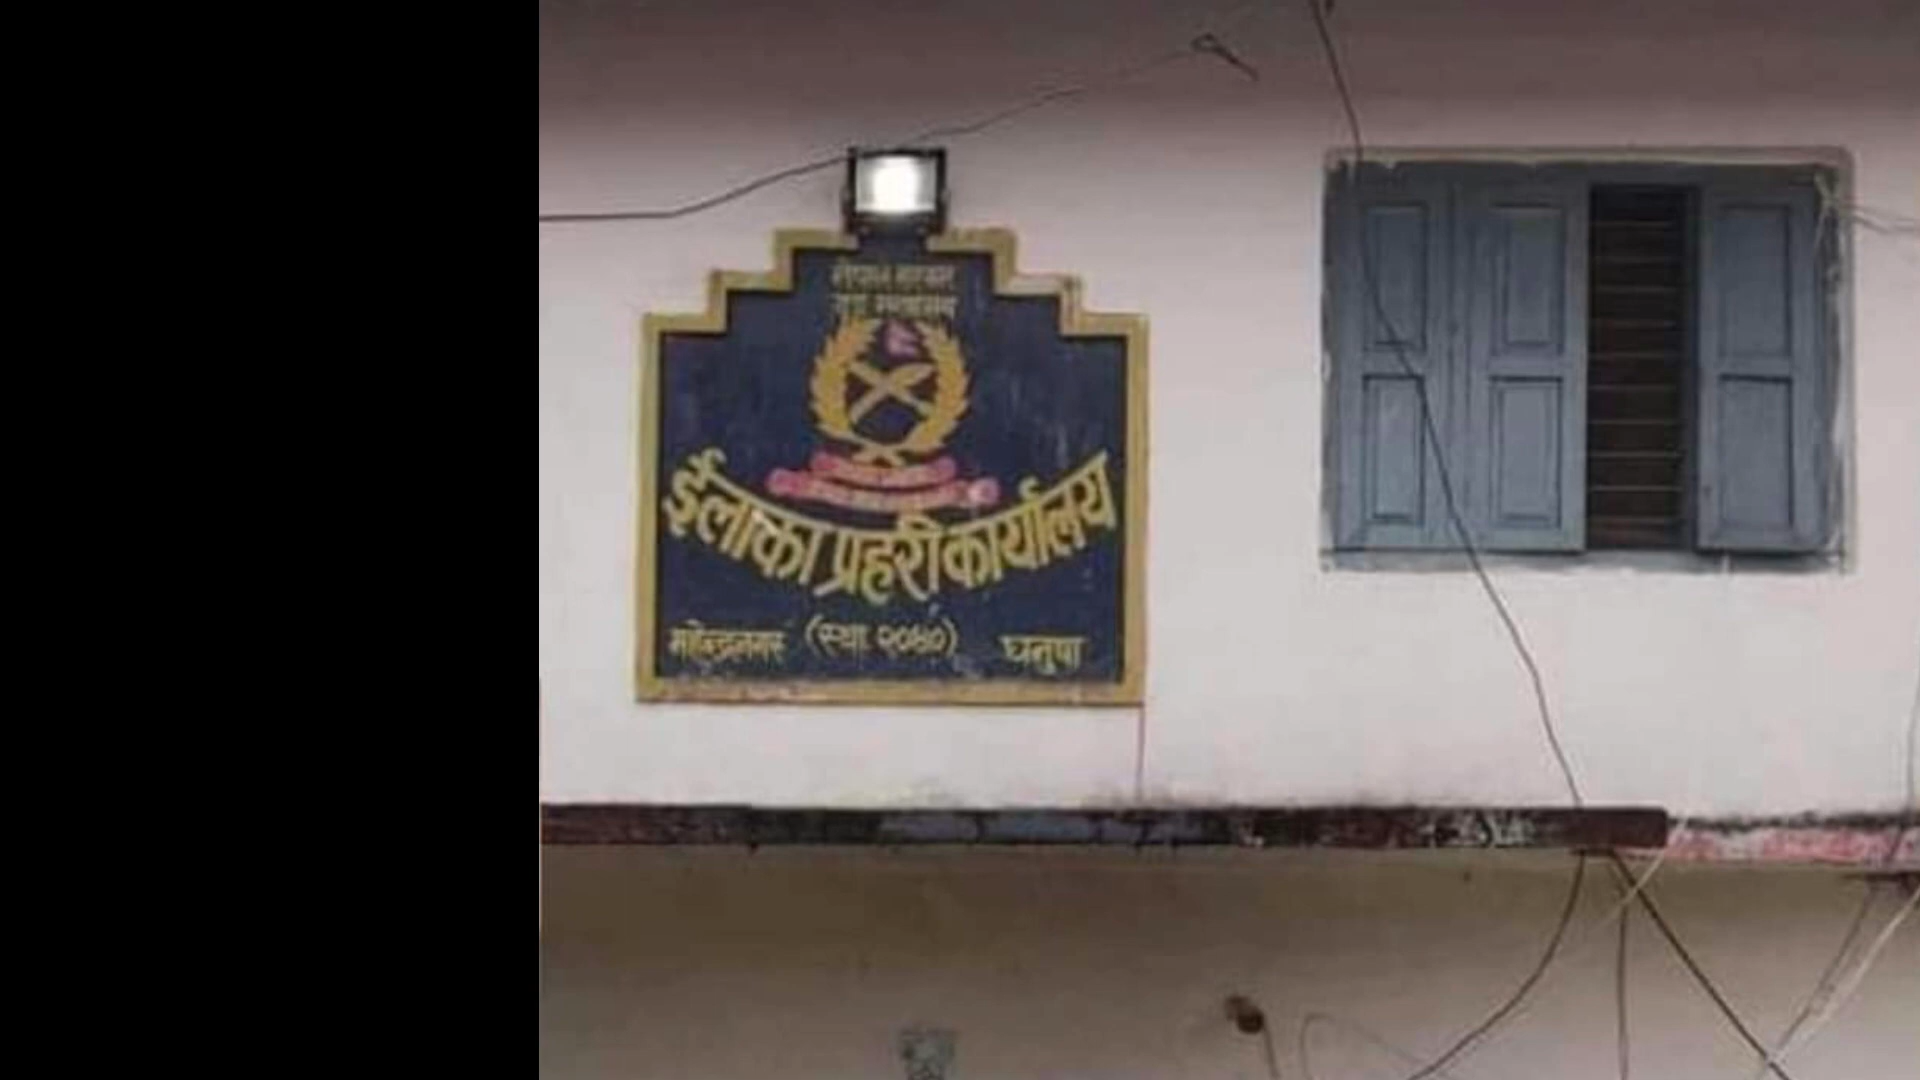 नेपाल सरकार
गृह मन्त्रालय
ईलाका प्रहरी कार्यालय
महेन्द्रनगर (स्था. २०४०) धनुषा